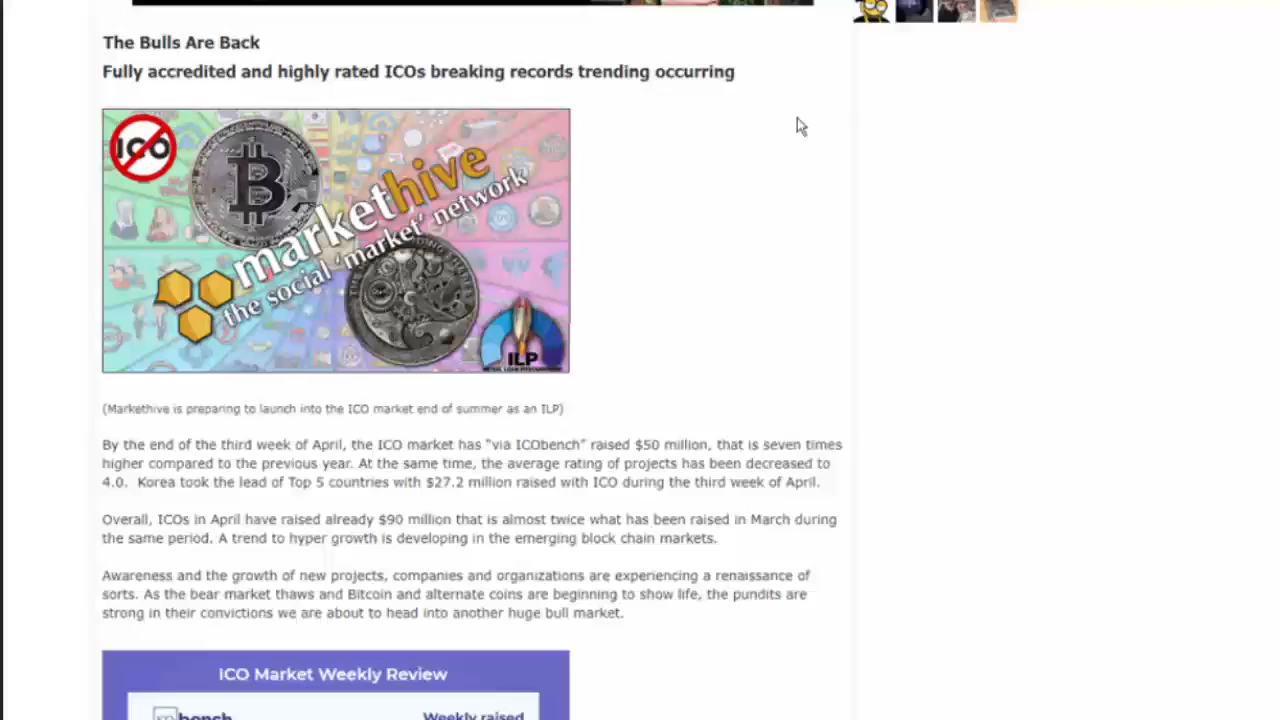 The Bulls Are Back
Fully accredited and highly rated ICOs breaking records trending occurring
ICO
markethive
the social 'market' network
ILP
(Markethive is preparing to launch into the ICO market end of summer as an ILP)
By the end of the third week of April, the ICO market has "via ICObench" raised $50 million, that is seven times
higher compared to the previous year. At the same time, the average rating of projects has been decreased to
4.0.  Korea took the lead of Top 5 countries with $27.2 million raised with ICO during the third week of April.
Overall, ICOs in April have raised already $90 million that is almost twice what has been raised in March during
the same period. A trend to hyper growth is developing in the emerging block chain markets.
Awareness and the growth of new projects, companies and organizations are experiencing a renaissance of
sorts. As the bear market thaws and Bitcoin and alternate coins are beginning to show life, the pundits are
strong in their convictions we are about to head into another huge bull market.
ICO Market Weekly Review
bench
Weekly raised